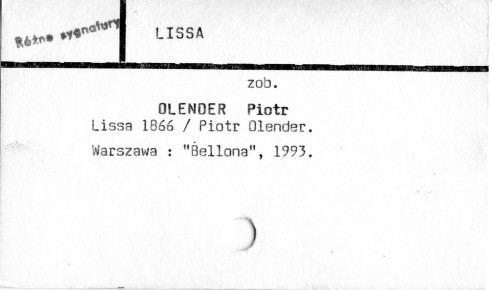 Różne sygnatury
LISSA
zob.
OLENDER Piotr
Lissa 1866 / Piotr Olender.
Warszawa : "Bellona", 1993.